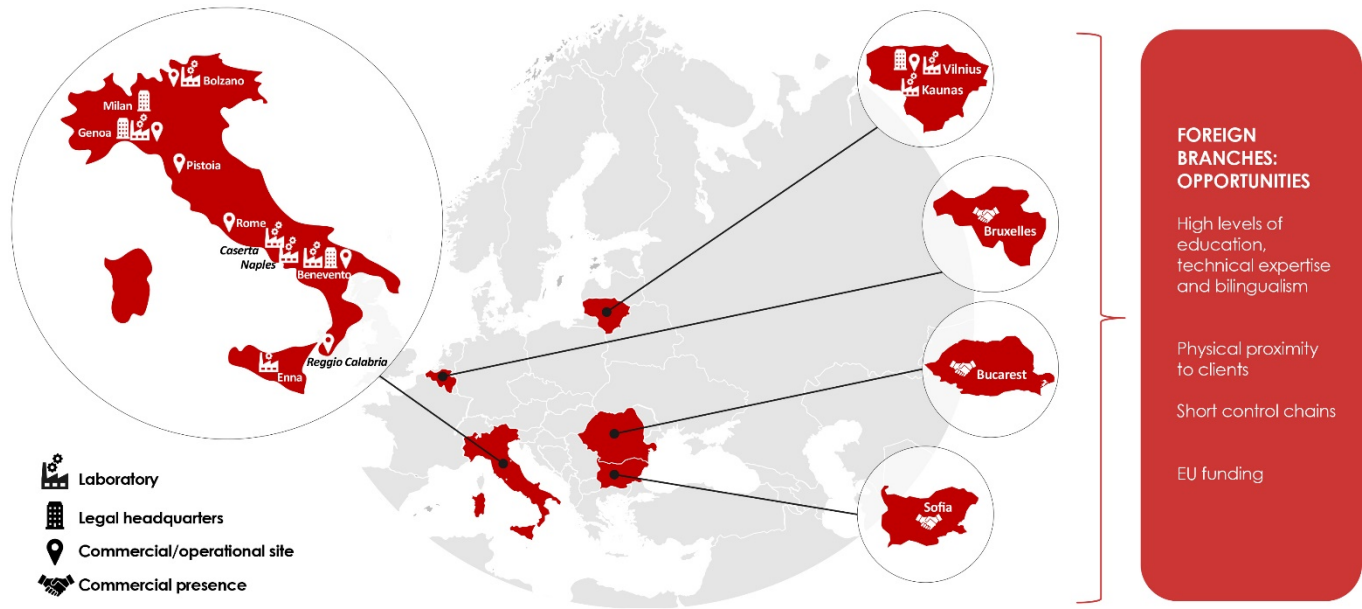 Bolzano
Milan
Genoa
Pistoia
Rome
Caserta
Naples
Benevento
Reggio Calabria
Enna
Laboratory
Legal headquarters
Commercial/operational site
Commercial presence
Vilnius
Kaunas
Bruxelles
Bucarest
Sofia
FOREIGN
BRANCHES:
OPPORTUNITIES
High levels of
education,
technical expertise
and bilingualism
Physical proximity
to clients
Short control chains
EU funding